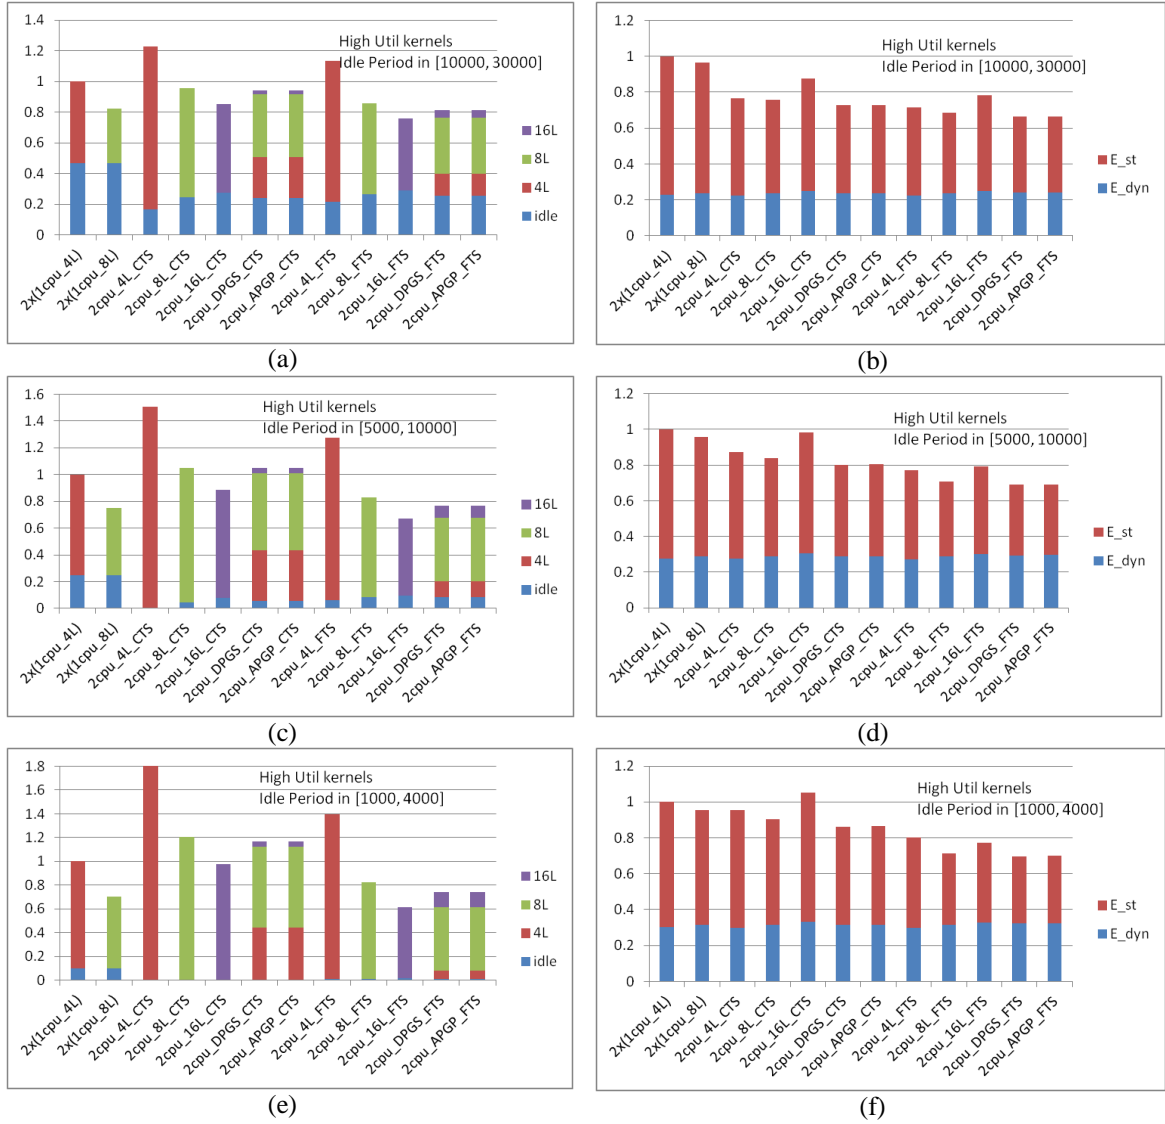 1.4
1.2
1
0.8
0.6
0.4
0.2
0
High Util kernels
Idle Period in [10000, 30000]
16L
8L
4L
idle
2x(1cpu_4L)
2x(1cpu_8L)
2cpu_4L_CTS
2cpu_8L_CTS
2cpu_16L_CTS
2cpu_DPGS_CTS
2cpu_APGP_CTS
2cpu_4L_FTS
2cpu_8L_FTS
2cpu_16L_FTS
2cpu_DPGS_FTS
2cpu_APGP_FTS
(a)
1.2
1
0.8
0.6
0.4
0.2
0
High Util kernels
Idle Period in [10000, 30000]
E_st
E_dyn
2x(1cpu_4L)
2x(1cpu_8L)
2cpu_4L_CTS
2cpu_8L_CTS
2cpu_16L_CTS
2cpu_DPGS_CTS
2cpu_APGP_CTS
2cpu_4L_FTS
2cpu_8L_FTS
2cpu_16L_FTS
2cpu_DPGS_FTS
2cpu_APGP_FTS
(b)
1.6
1.4
1.2
1
0.8
0.6
0.4
0.2
0
High Util kernels
Idle Period in [5000, 10000]
16L
8L
4L
idle
2x(1cpu_4L)
2x(1cpu_8L)
2cpu_4L_CTS
2cpu_8L_CTS
2cpu_16L_CTS
2cpu_DPGS_CTS
2cpu_APGP_CTS
2cpu_4L_FTS
2cpu_8L_FTS
2cpu_16L_FTS
2cpu_DPGS_FTS
2cpu_APGP_FTS
(c)
1.2
1
0.8
0.6
0.4
0.2
0
High Util kernels
Idle Period in [5000, 10000]
E_st
E_dyn
2x(1cpu_4L)
2x(1cpu_8L)
2cpu_4L_CTS
2cpu_8L_CTS
2cpu_16L_CTS
2cpu_DPGS_CTS
2cpu_APGP_CTS
2cpu_4L_FTS
2cpu_8L_FTS
2cpu_16L_FTS
2cpu_DPGS_FTS
2cpu_APGP_FTS
(d)
1.8
1.6
1.4
1.2
1
0.8
0.6
0.4
0.2
0
High Util kernels
Idle Period in [1000, 4000]
16L
8L
4L
idle
2x(1cpu_4L)
2x(1cpu_8L)
2cpu_4L_CTS
2cpu_8L_CTS
2cpu_16L_CTS
2cpu_DPGS_CTS
2cpu_APGP_CTS
2cpu_4L_FTS
2cpu_8L_FTS
2cpu_16L_FTS
2cpu_DPGS_FTS
2cpu_APGP_FTS
(e)
1.2
1
0.8
0.6
0.4
0.2
0
High Util kernels
Idle Period in [1000, 4000]
E_st
E_dyn
2x(1cpu_4L)
2x(1cpu_8L)
2cpu_4L_CTS
2cpu_8L_CTS
2cpu_16L_CTS
2cpu_DPGS_CTS
2cpu_APGP_CTS
2cpu_4L_FTS
2cpu_8L_FTS
2cpu_16L_FTS
2cpu_DPGS_FTS
2cpu_APGP_FTS
(f)